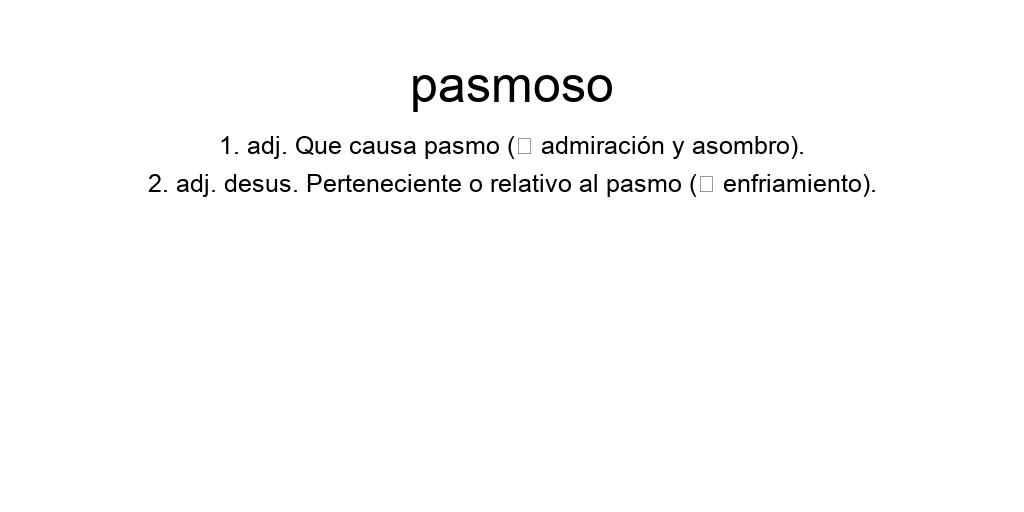 pasmoso
1. adj. Que causa pasmo (□ admiración y asombro).
2. adj. desus. Perteneciente o relativo al pasmo (□ enfriamiento).